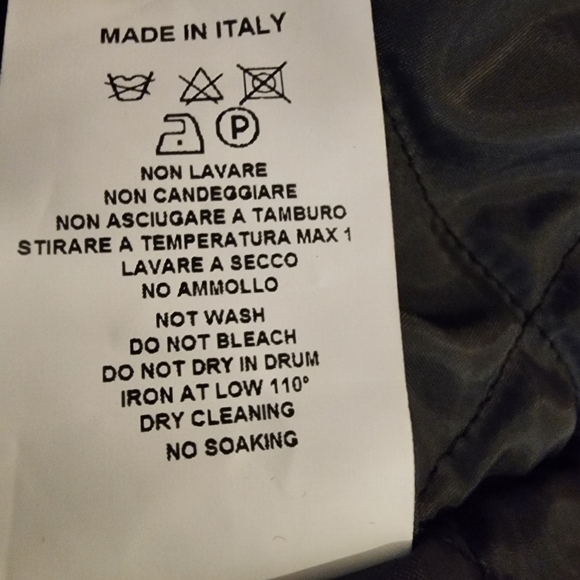 MADE IN ITALY
P
NON LAVARE
NON CANDEGGIARE
NON ASCIUGARE A TAMBURO
STIRARE A TEMPERATURA MAX 1
LAVARE A SECCO
NO AMMOLLO
NOT WASH
DO NOT BLEACH
DO NOT DRY IN DRUM
IRON AT LOW 110°
DRY CLEANING
NO SOAKING